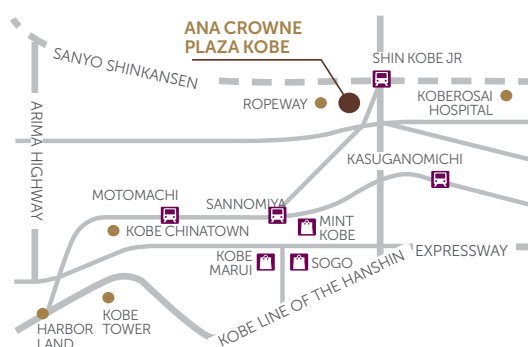 ANA CROWNE
PLAZA KOBE
SHIN KOBE JR
SANYO SHINKANSEN
ROPEWAY
KOBEROSAI
HOSPITAL
ARIMA HIGHWAY
KASUGANOMICHI
MOTOMACHI
SANNOMIYA
MINT
KOBE
KOBE CHINATOWN
EXPRESSWAY
KOBE
MARUI
SOGO
KOBE LINE OF THE HANSHIN
KOBE
TOWER
HARBOR
LAND